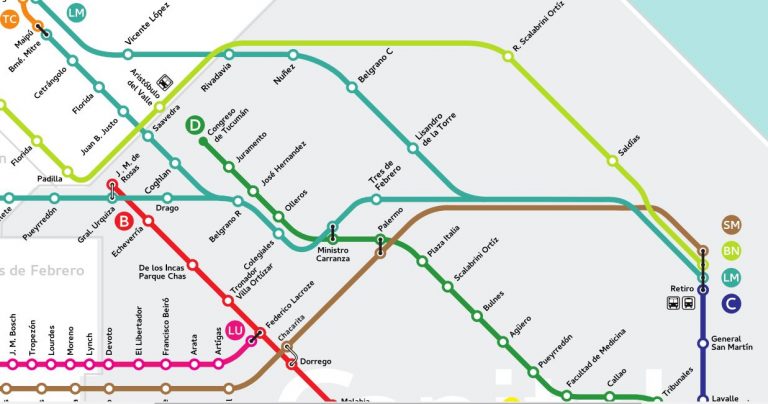 TC
LM
Maipú
Bmé. Mitre
Vicente López
Cetrángolo
Florida
Juan B. Justo
Aristóbulo
del Valle
Saavedra
Rivadavia
Nuñez
Belgrano C
R. Scalabrini Ortíz
Lisandro
de la Torre
Saldías
Florida
Padilla
D
Congreso
de Tucumán
Juramento
José Hernandez
Olleros
J. M. de
Rosas
Coghlan
Tres de
Febrero
Pueyrredón
Gral. Urquiza
Drago
Belgrano R
B
Echeverría
Colegiales
Ministro
Carranza
Palermo
Plaza Italia
Scalabrini Ortíz
Bulnes
Agüero
Pueyrredón
Facultad de Medicina
Callao
Tribunales
SM
BN
LM
C
Retiro
General
San Martín
Lavalle
s de Febrero
De los Incas
Parque Chas
Tronador
Villa Ortúzar
LU
Federico Lacroze
Chacarita
Dorrego
Malabia
J. M. Bosch
Tropezón
Lourdes
Moreno
Lynch
Devoto
El Libertador
Francisco Beiró
Arata
Artigas